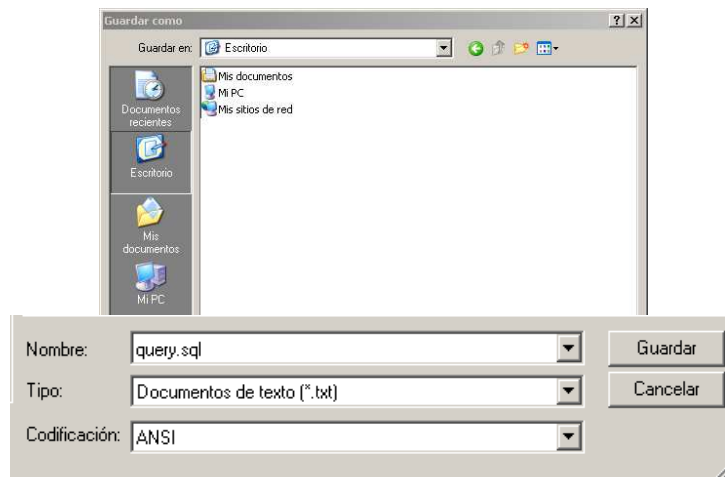 Guardar como
Guardar en: Escritorio
Mis documentos
Mi PC
Mis sitios de red
Documentos
recientes
Escritorio
Mis
documentos
Mi PC
Nombre: query.sql Guardar
Tipo: Documentos de texto (*.txt) Cancelar
Codificación: ANSI